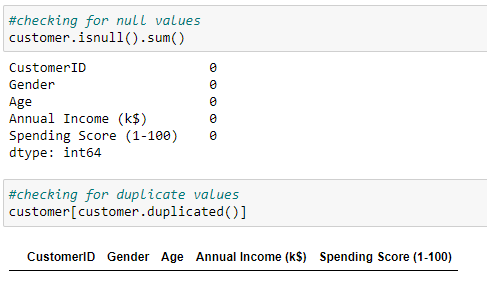 #checking for null values
customer.isnull().sum()
CustomerID 0
Gender 0
Age 0
Annual Income (k$) 0
Spending Score (1-100) 0
dtype: int64
#checking for duplicate values
customer[customer.duplicated()]
CustomerID Gender Age Annual Income (k$) Spending Score (1-100)